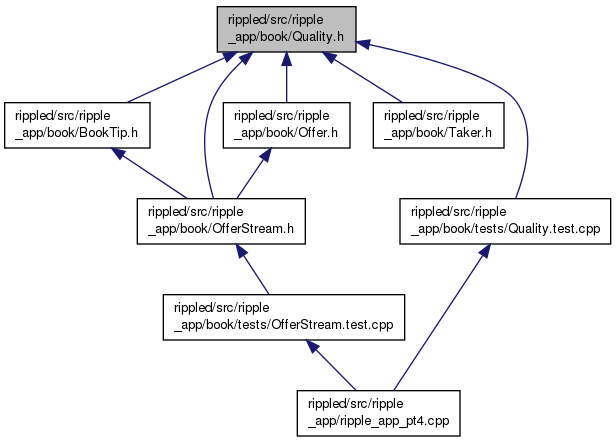 rippled/src/ripple
_app/book/Quality.h
rippled/src/ripple
_app/book/BookTip.h
rippled/src/ripple
_app/book/Offer.h
rippled/src/ripple
_app/book/Taker.h
rippled/src/ripple
_app/book/OfferStream.h
rippled/src/ripple
_app/book/tests/Quality.test.cpp
rippled/src/ripple
_app/book/tests/OfferStream.test.cpp
rippled/src/ripple
_app/ripple_app_pt4.cpp